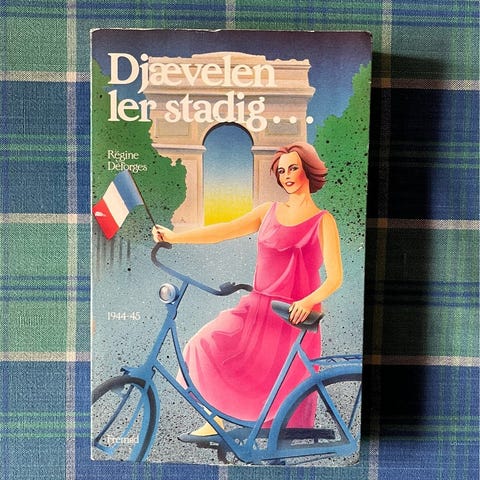 Djævelen
ler stadig...
Régine
Deforges
1944-45
Fremad